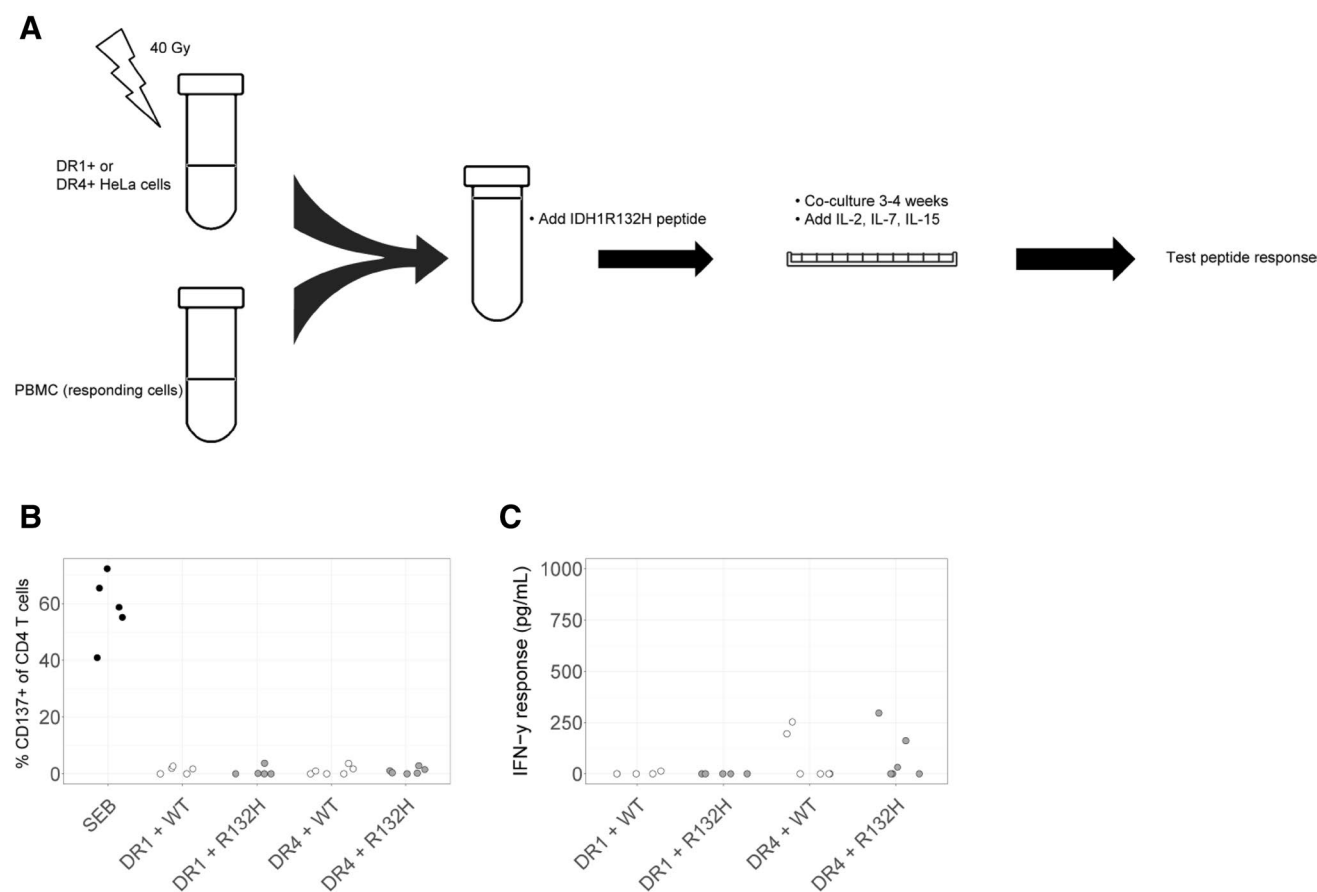 A
40 Gy
DR1+ or
DR4+ HeLa cells
PBMC (responding cells)
• Add IDH1R132H peptide
• Co-culture 3-4 weeks
• Add IL-2, IL-7, IL-15
Test peptide response
B
% CD137+ of CD4 T cells
60
40
20
0
SEB
DR1 + WT
DR1 + R132H
DR4 + WT
DR4 + R132H
C
IFN−y response (pg/mL)
1000
750
500
250
0
DR1 + WT
DR1 + R132H
DR4 + WT
DR4 + R132H